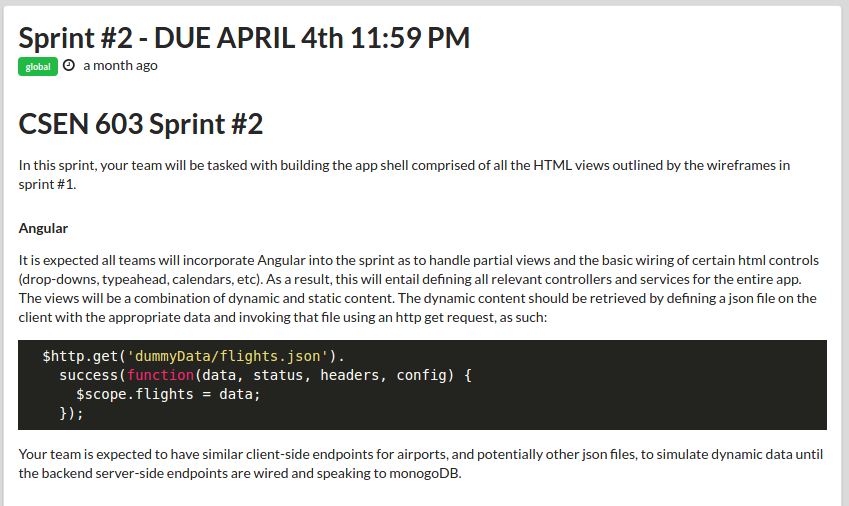 Sprint #2 - DUE APRIL 4th 11:59 PM
global a month ago
CSEN 603 Sprint #2
In this sprint, your team will be tasked with building the app shell comprised of all the HTML views outlined by the wireframes in
sprint #1.
Angular
It is expected all teams will incorporate Angular into the sprint as to handle partial views and the basic wiring of certain html controls
(drop-downs, typeahead, calendars, etc). As a result, this will entail defining all relevant controllers and services for the entire app.
The views will be a combination of dynamic and static content. The dynamic content should be retrieved by defining a json file on the
client with the appropriate data and invoking that file using an http get request, as such:
$http.get('dummyData/flights.json').
success(function(data, status, headers, config) {
$scope.flights = data;
});
Your team is expected to have similar client-side endpoints for airports, and potentially other json files, to simulate dynamic data until
the backend server-side endpoints are wired and speaking to monogoDB.